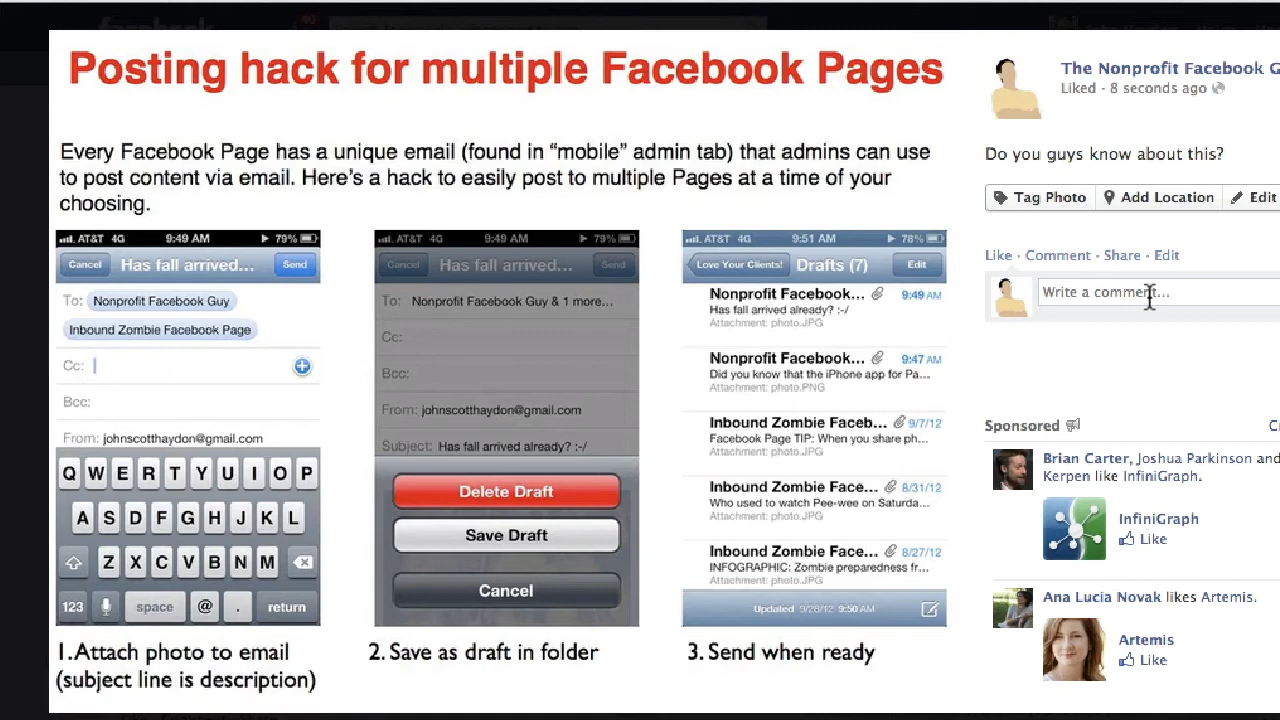 Posting hack for multiple Facebook Pages
Every Facebook Page has a unique email (found in “mobile” admin tab) that admins can use
to post content via email. Here’s a hack to easily post to multiple Pages at a time of your
choosing.
AT&T 4G 9:49 AM 79%
Cancel Has fall arrived... Send
To: Nonprofit Facebook Guy
Inbound Zombie Facebook Page
Cc:
Bcc:
From: johnscotthaydon@gmail.com
Q W E R T Y U I O P
A S D F G H J K L
Z X C V B N M
123 space @ . return
1. Attach photo to email
(subject line is description)
AT&T 4G 9:49 AM 79%
Cancel Has fall arrived... Send
To: Nonprofit Facebook Guy & 1 more...
Cc:
Bcc:
From: johnscotthaydon@gmail.com
Subject: Has fall arrived already? :-/
Delete Draft
Save Draft
Cancel
2. Save as draft in folder
AT&T 4G 9:51 AM 78%
Love Your Clients! Drafts (7) Edit
Nonprofit Facebook... 9:49 AM
Has fall arrived already? :-/
Attachment: photo.JPG
Nonprofit Facebook... 9:47 AM
Did you know that the iPhone app for Pa...
Attachment: photo.PNG
Inbound Zombie Faceb... 9/7/12
Facebook Page TIP: When you share ph...
Attachment: photo.JPG
Inbound Zombie Face... 8/31/12
Who used to watch Pee-wee on Saturda...
Attachment: photo.JPG
Inbound Zombie Face... 8/27/12
INFOGRAPHIC: Zombie preparedness fr...
Attachment: photo.JPG
Updated 9/28/12 9:50 AM
3. Send when ready
The Nonprofit Facebook G
Liked · 8 seconds ago
Do you guys know about this?
Tag Photo Add Location Edit
Like · Comment · Share · Edit
Write a comment...
Sponsored
Brian Carter, Joshua Parkinson and
Kerpen like InfiniGraph.
InfiniGraph
Like
Ana Lucia Novak likes Artemis.
Artemis
Like